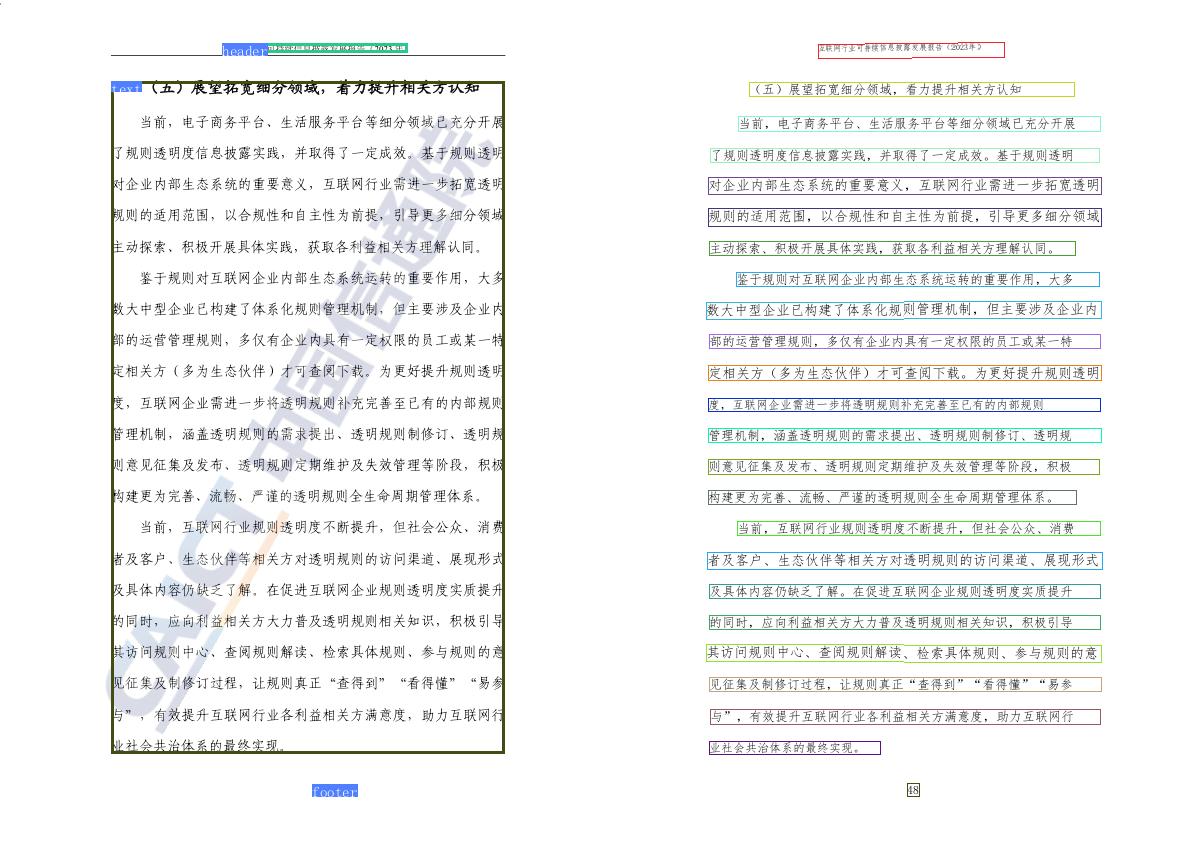 header
text（五）展望拓宽细分领域，着力提升相关方认知
当前，电子商务平台、生活服务平台等细分领域已充分开展
了规则透明度信息披露实践，并取得了一定成效。基于规则透明
对企业内部生态系统的重要意义，互联网行业需进一步拓宽透明
规则的适用范围，以合规性和自主性为前提，引导更多细分领域
主动探索、积极开展具体实践，获取各利益相关方理解认同。
鉴于规则对互联网企业内部生态系统运转的重要作用，大多
数大中型企业已构建了体系化规则管理机制，但主要涉及企业内
部的运营管理规则，多仅有企业内具有一定权限的员工或某一特
定相关方（多为生态伙伴）才可查阅下载。为更好提升规则透明
度，互联网企业需进一步将透明规则补充完善至已有的内部规则
管理机制，涵盖透明规则的需求提出、透明规则制修订、透明规
则意见征集及发布、透明规则定期维护及失效管理等阶段，积极
构建更为完善、流畅、严谨的透明规则全生命周期管理体系。
当前，互联网行业规则透明度不断提升，但社会公众、消费
者及客户、生态伙伴等相关方对透明规则的访问渠道、展现形式
及具体内容仍缺乏了解。在促进互联网企业规则透明度实质提升
的同时，应向利益相关方大力普及透明规则相关知识，积极引导
其访问规则中心、查阅规则解读、检索具体规则、参与规则的意
见征集及制修订过程，让规则真正“查得到”“看得懂”“易参
与”，有效提升互联网行业各利益相关方满意度，助力互联网行
业社会共治体系的最终实现。
CAICT 中国信通院
footer
互联网行业可持续信息披露发展报告（2023年）
（五）展望拓宽细分领域，着力提升相关方认知
当前，电子商务平台、生活服务平台等细分领域已充分开展
了规则透明度信息披露实践，并取得了一定成效。基于规则透明
对企业内部生态系统的重要意义，互联网行业需进一步拓宽透明
规则的适用范围，以合规性和自主性为前提，引导更多细分领域
主动探索、积极开展具体实践，获取各利益相关方理解认同。
鉴于规则对互联网企业内部生态系统运转的重要作用，大多
数大中型企业已构建了体系化规则管理机制，但主要涉及企业内
部的运营管理规则，多仅有企业内具有一定权限的员工或某一特
定相关方（多为生态伙伴）才可查阅下载。为更好提升规则透明
度，互联网企业需进一步将透明规则补充完善至已有的内部规则
管理机制，涵盖透明规则的需求提出、透明规则制修订、透明规
则意见征集及发布、透明规则定期维护及失效管理等阶段，积极
构建更为完善、流畅、严谨的透明规则全生命周期管理体系。
当前，互联网行业规则透明度不断提升，但社会公众、消费
者及客户、生态伙伴等相关方对透明规则的访问渠道、展现形式
及具体内容仍缺乏了解。在促进互联网企业规则透明度实质提升
的同时，应向利益相关方大力普及透明规则相关知识，积极引导
其访问规则中心、查阅规则解读、检索具体规则、参与规则的意
见征集及制修订过程，让规则真正“查得到”“看得懂”“易参
与”，有效提升互联网行业各利益相关方满意度，助力互联网行
业社会共治体系的最终实现。
48